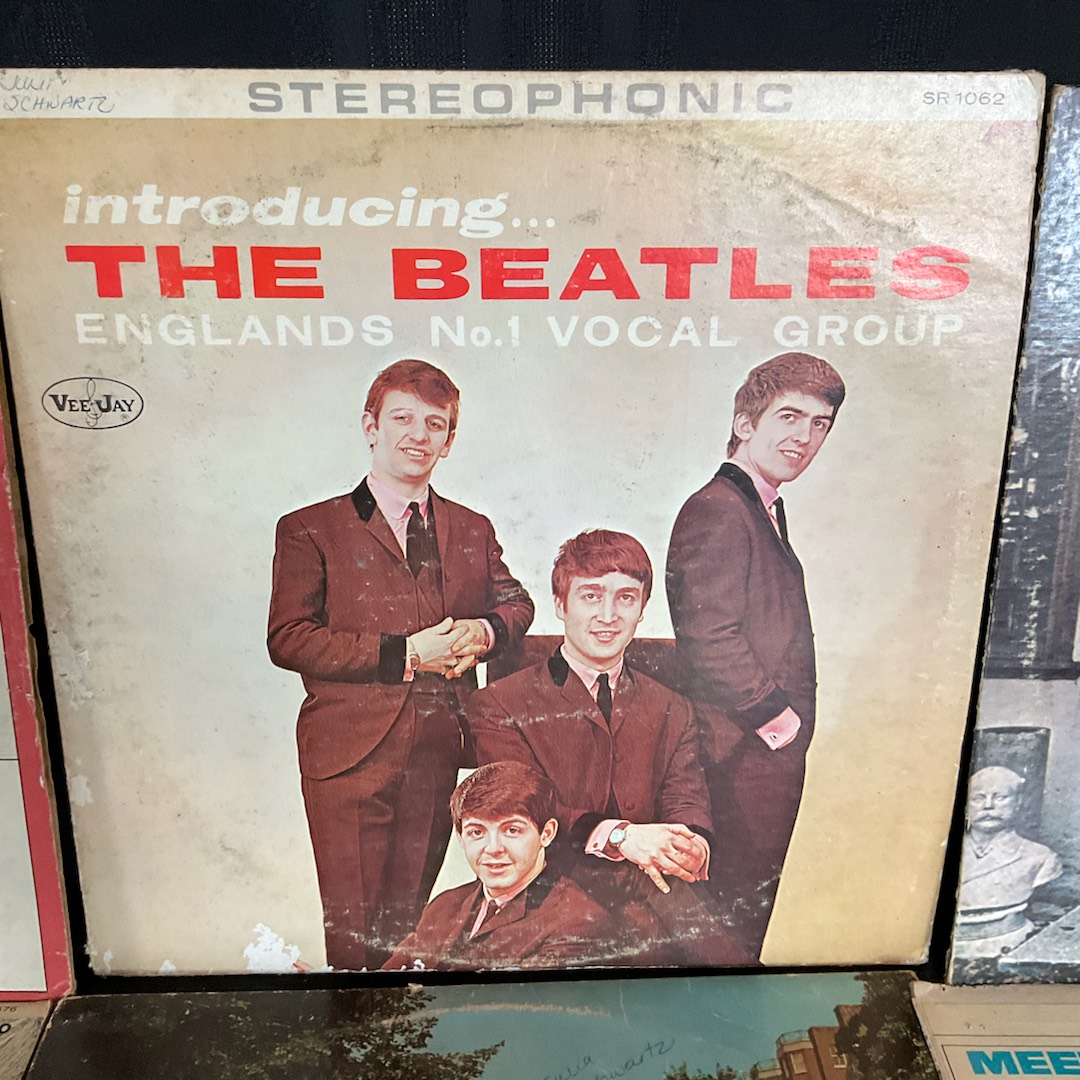 SCHWARTZ
STEREOPHONIC
SR 1062
introducing...
THE BEATLES
ENGLANDS No.1 VOCAL GROUP
VEE-JAY
®
MEE